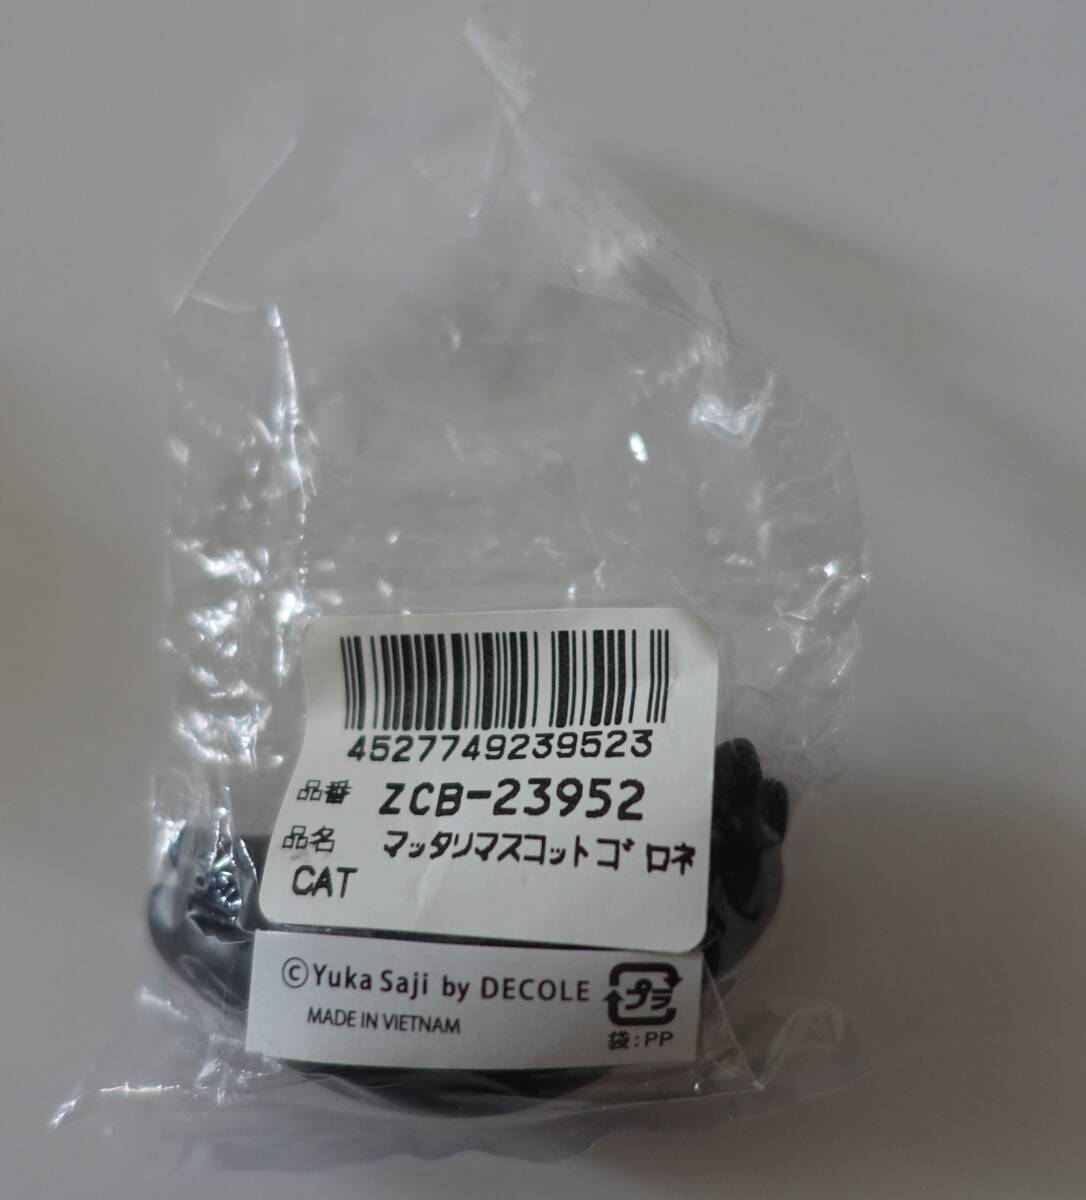 4527749239523
品番 ZCB-23952
品名 マッタリマスコットゴロネ
CAT
©Yuka Saji by DECOLE
MADE IN VIETNAM
プラ
袋:PP